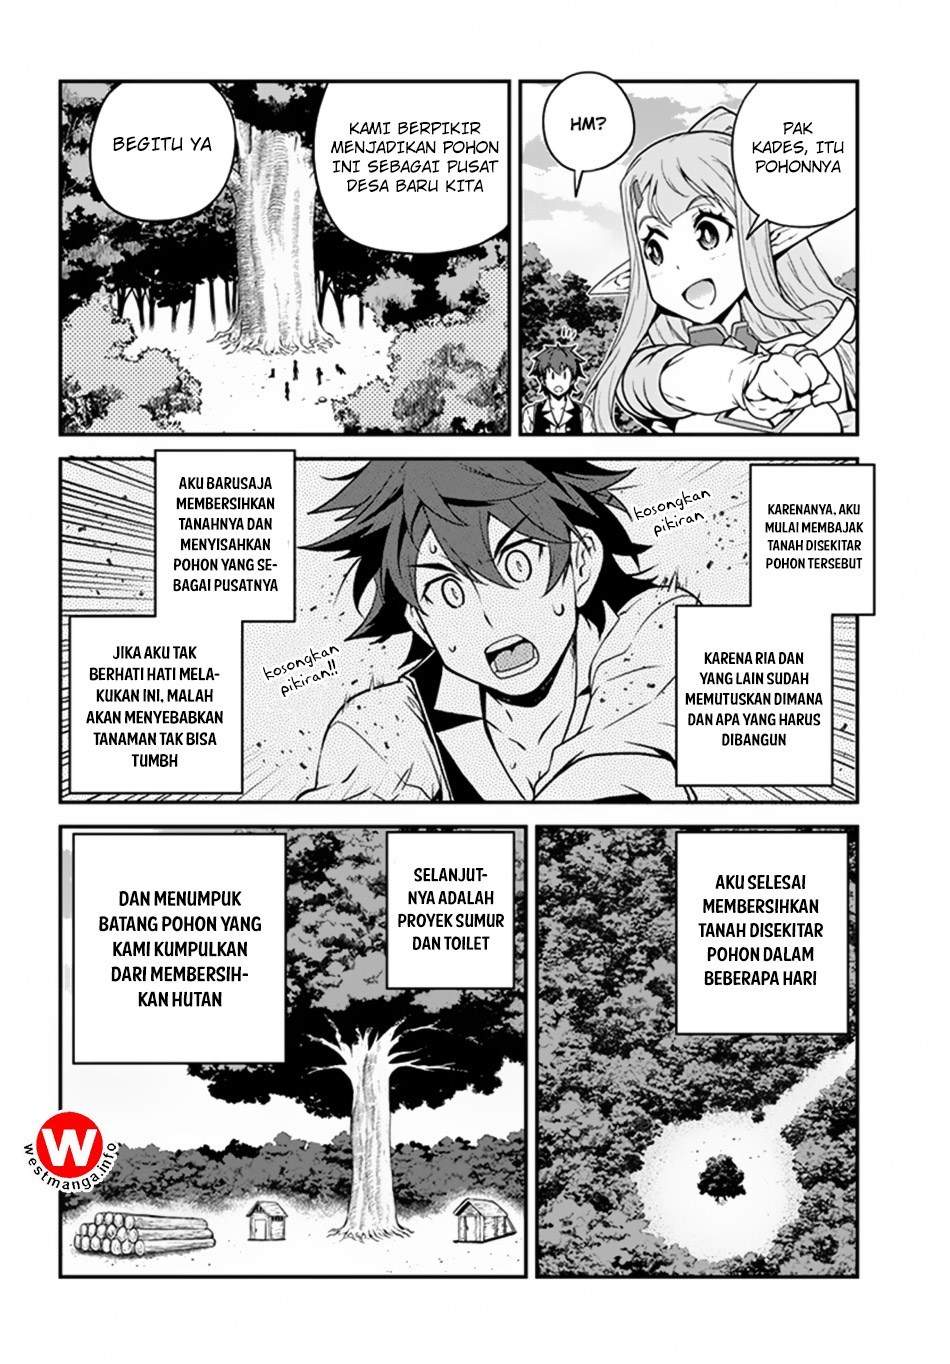 PAK
KADES, ITU
POHONNYA
HM?
KAMI BERPIKIR
MENJADIKAN POHON
INI SEBAGAI PUSAT
DESA BARU KITA
BEGITU YA
KARENANYA, AKU
MULAI MEMBAJAK
TANAH DISEKITAR
POHON TERSEBUT
KARENA RIA DAN
YANG LAIN SUDAH
MEMUTUSKAN DIMANA
DAN APA YANG HARUS
DIBANGUN
kosongkan
pikiran
AKU BARUSAJA
MEMBERSIHKAN
TANAHNYA DAN
MENYISAHKAN
POHON YANG SE-
BAGAI PUSATNYA
kosongkan
pikiran!!
JIKA AKU TAK
BERHATI HATI MELA-
KUKAN INI, MALAH
AKAN MENYEBABKAN
TANAMAN TAK BISA
TUMBH
AKU SELESAI
MEMBERSIHKAN
TANAH DISEKITAR
POHON DALAM
BEBERAPA HARI
SELANJUT-
NYA ADALAH
PROYEK SUMUR
DAN TOILET
DAN MENUMPUK
BATANG POHON YANG
KAMI KUMPULKAN
DARI MEMBERSIH-
KAN HUTAN
W
westmanga.info